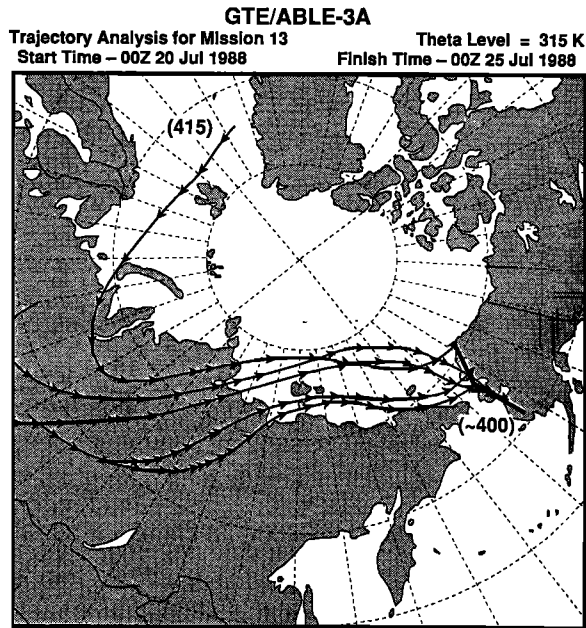 GTE/ABLE-3A
Trajectory Analysis for Mission 13 Theta Level = 315 K
Start Time – 00Z 20 Jul 1988 Finish Time – 00Z 25 Jul 1988
(415)
(~400)